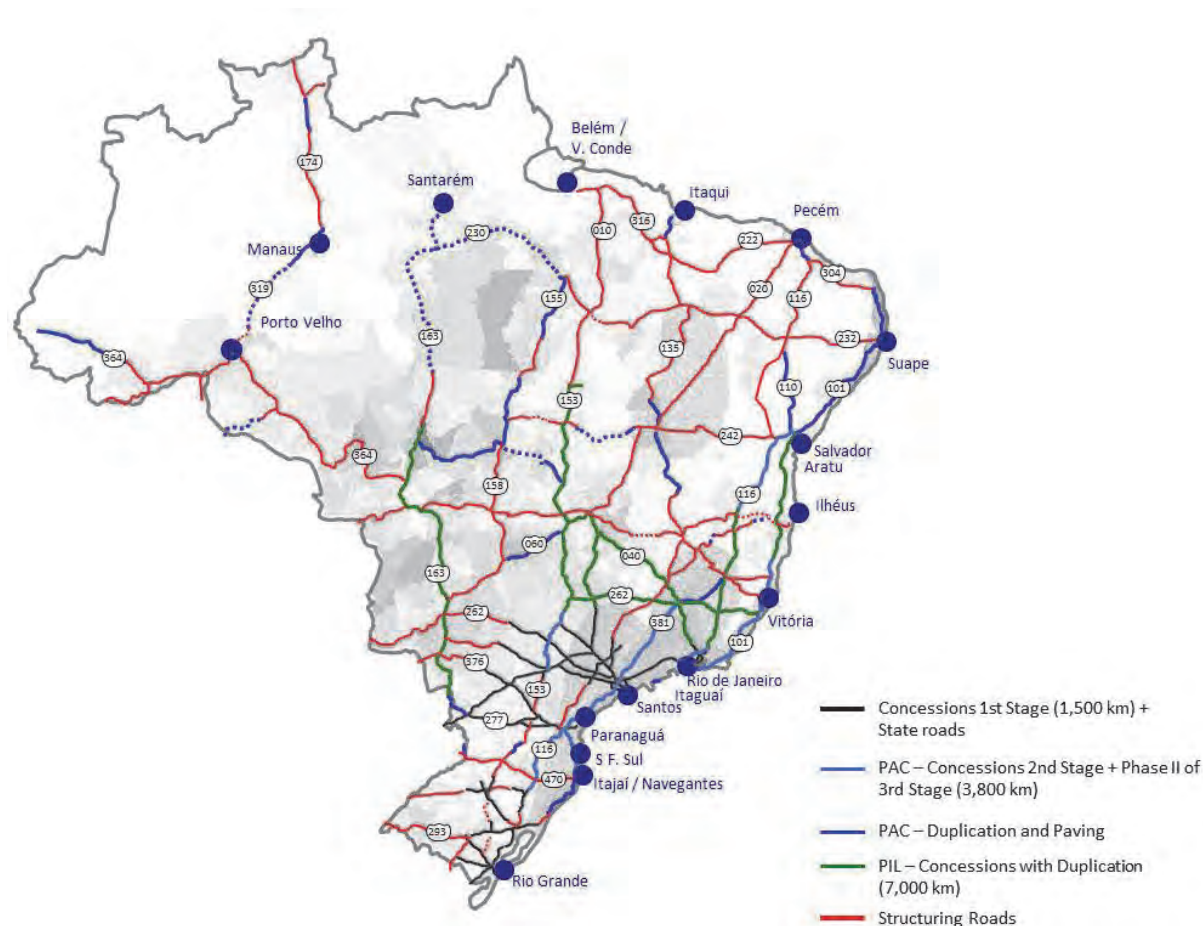 Belém /
V. Conde
174
Santarém
Itaqui
316
Pecém
010
222
230
Manaus
304
319
020
155
116
Porto Velho
163
135
232
364
Suape
110
101
153
242
Salvador
Aratu
364
158
116
Ilhéus
060
040
163
262
Vitória
262
381
101
376
Rio de Janeiro
Itaguaí
153
Santos
277
Paranaguá
116
S F. Sul
470
Itajaí / Navegantes
293
Rio Grande
Concessions 1st Stage (1,500 km) +
State roads
PAC – Concessions 2nd Stage + Phase II of
3rd Stage (3,800 km)
PAC – Duplication and Paving
PIL – Concessions with Duplication
(7,000 km)
Structuring Roads